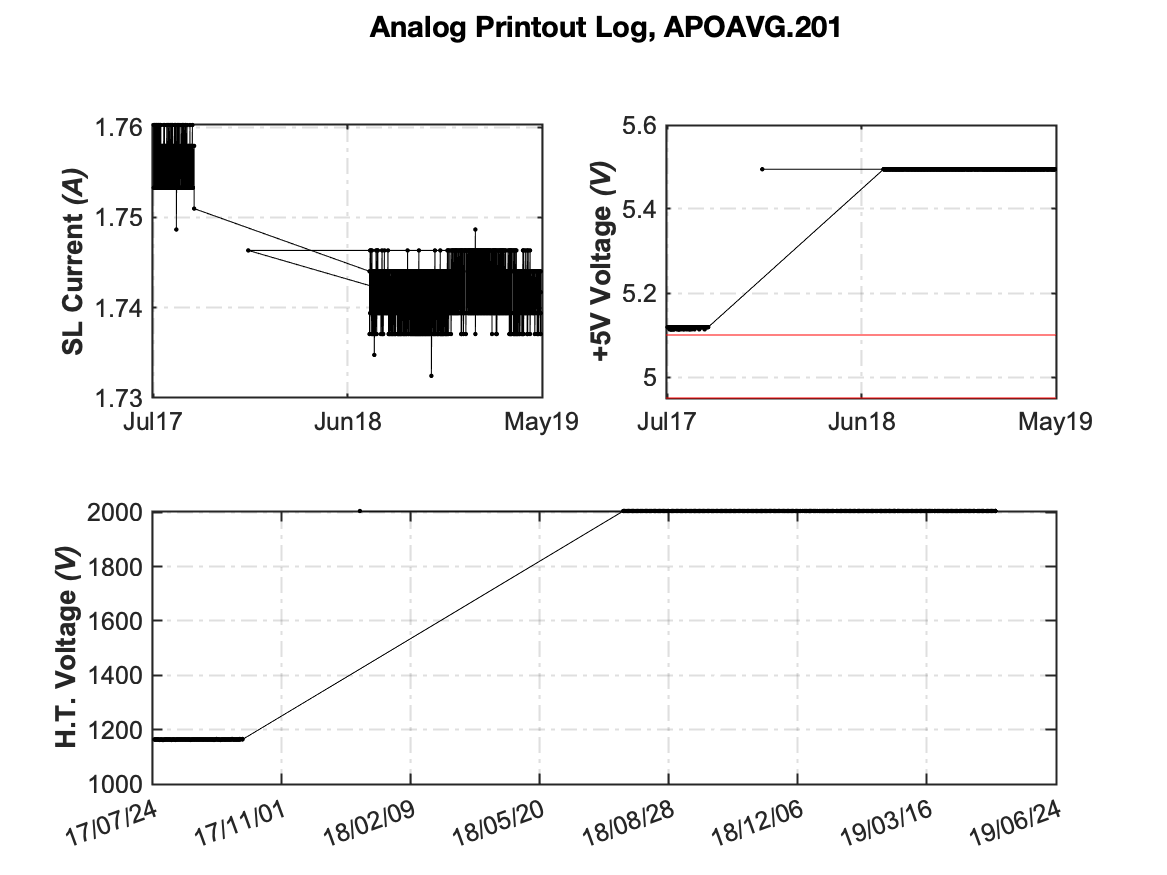 Analog Printout Log, APOAVG.201
SL Current (A)
1.76
1.75
1.74
1.73
Jul17 Jun18 May19
+5V Voltage (V)
5.6
5.4
5.2
5
Jul17 Jun18 May19
H.T. Voltage (V)
2000
1800
1600
1400
1200
1000
17/07/24 17/11/01 18/02/09 18/05/20 18/08/28 18/12/06 19/03/16 19/06/24